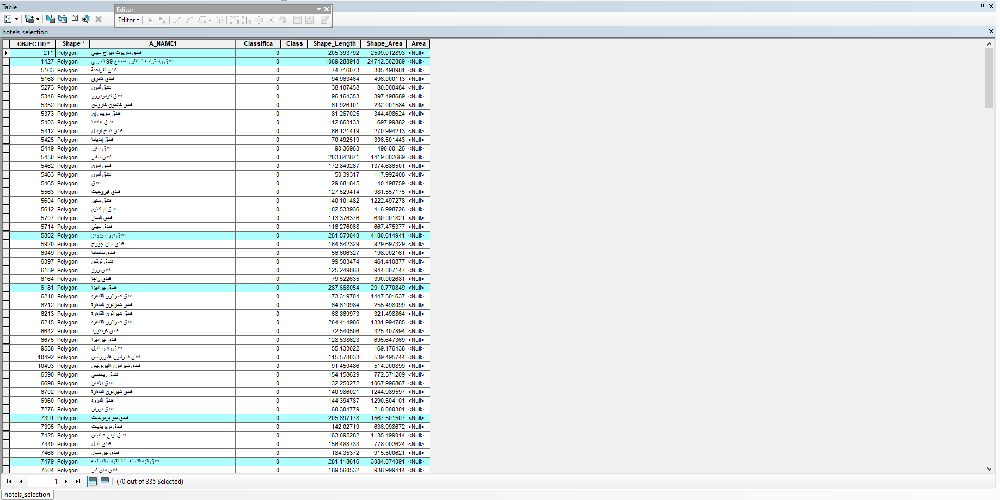 Table
Editor
Editor
hotels_selection
OBJECTID * Shape * A_NAME1 Classifica Class Shape_Length Shape_Area Area
211 Polygon فندق ماريوت ميراج سيتى 0 205.393792 2509.012893 <Null>
1427 Polygon فندق واستراحة العاملين بمصنع 99 الحربى 0 1089.288918 24742.502889 <Null>
5163 Polygon فندق الفراعنة 0 74.716073 305.498981 <Null>
5168 Polygon فندق كانزى 0 94.963464 496.000113 <Null>
5273 Polygon فندق أمون 0 38.107458 80.000484 <Null>
5346 Polygon فندق كومودورو 0 96.164353 397.498689 <Null>
5352 Polygon فندق كاديون كارولين 0 61.926101 232.001584 <Null>
5373 Polygon فندق سويس إن 0 81.267025 344.498624 <Null>
5403 Polygon فندق هافانا 0 112.863133 697.99882 <Null>
5412 Polygon فندق كينج أونيل 0 66.121419 270.994213 <Null>
5425 Polygon فندق إنديانا 0 70.492519 306.501443 <Null>
5449 Polygon فندق سفير 0 90.36963 490.00126 <Null>
5450 Polygon فندق سفير 0 203.842871 1419.002669 <Null>
5462 Polygon فندق أمون 0 172.840267 1374.686501 <Null>
5463 Polygon فندق أمون 0 50.39317 117.992408 <Null>
5465 Polygon فندق 0 29.681845 40.498759 <Null>
5563 Polygon فندق فيروجيت 0 127.529414 981.557175 <Null>
5604 Polygon فندق سفير 0 140.101482 1222.497278 <Null>
5612 Polygon فندق ام كلثوم 0 102.533936 416.998726 <Null>
5707 Polygon فندق المنار 0 113.376376 630.001821 <Null>
5714 Polygon فندق سيتى 0 116.276068 667.475377 <Null>
5802 Polygon فندق فور سيزونز 0 261.570048 4180.614941 <Null>
5920 Polygon فندق سان جورج 0 164.542329 929.697329 <Null>
6049 Polygon فندق سانتانا 0 56.606327 198.002161 <Null>
6097 Polygon فندق توتس 0 99.503474 461.410877 <Null>
6159 Polygon فندق روز 0 125.249068 944.007147 <Null>
6164 Polygon فندق راجا 0 79.522635 390.002681 <Null>
6181 Polygon فندق بيراميزا 0 287.668054 2910.770849 <Null>
6210 Polygon فندق شيراتون القاهرة 0 173.319704 1447.501637 <Null>
6212 Polygon فندق شيراتون القاهرة 0 64.610984 255.498099 <Null>
6213 Polygon فندق شيراتون القاهرة 0 68.869973 321.498864 <Null>
6215 Polygon فندق شيراتون القاهرة 0 204.414986 1331.994785 <Null>
6642 Polygon فندق كونكورد 0 72.540506 325.407894 <Null>
6675 Polygon فندق بيراميزا 0 128.538623 695.647369 <Null>
9558 Polygon فندق وادى النيل 0 55.133022 169.176438 <Null>
10492 Polygon فندق شيراتون هليوبوليس 0 115.578033 539.495744 <Null>
10493 Polygon فندق شيراتون هليوبوليس 0 91.450486 514.000899 <Null>
6590 Polygon فندق ريجنسى 0 154.158629 772.371209 <Null>
6698 Polygon فندق الأمان 0 132.250272 1067.996867 <Null>
6702 Polygon فندق شيراتون القاهرة 0 140.986021 1244.989597 <Null>
6960 Polygon فندق المروة 0 144.394787 1290.504101 <Null>
7276 Polygon فندق نوران 0 60.304779 218.000301 <Null>
7391 Polygon فندق نيو بريزيدنت 0 205.697178 1567.501507 <Null>
7395 Polygon فندق بريزيدينت 0 142.02719 636.998672 <Null>
7425 Polygon فندق لونج شامبس 0 163.095282 1135.499014 <Null>
7440 Polygon فندق النيل 0 156.488733 778.002624 <Null>
7466 Polygon فندق نيو ستار 0 184.35372 915.500621 <Null>
7479 Polygon فندق الزمالك لضباط القوات المسلحة 0 281.118616 3084.074091 <Null>
7504 Polygon فندق ماى فير 0 189.560532 938.999414 <Null>
1 (70 out of 335 Selected)
hotels_selection